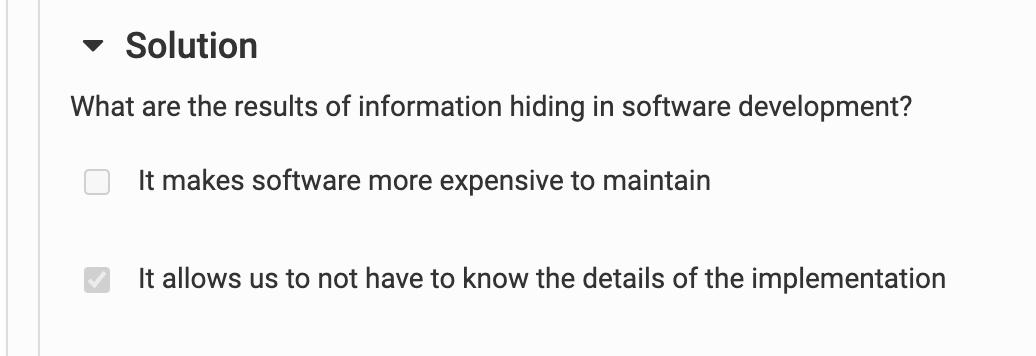 Solution
What are the results of information hiding in software development?
It makes software more expensive to maintain
It allows us to not have to know the details of the implementation